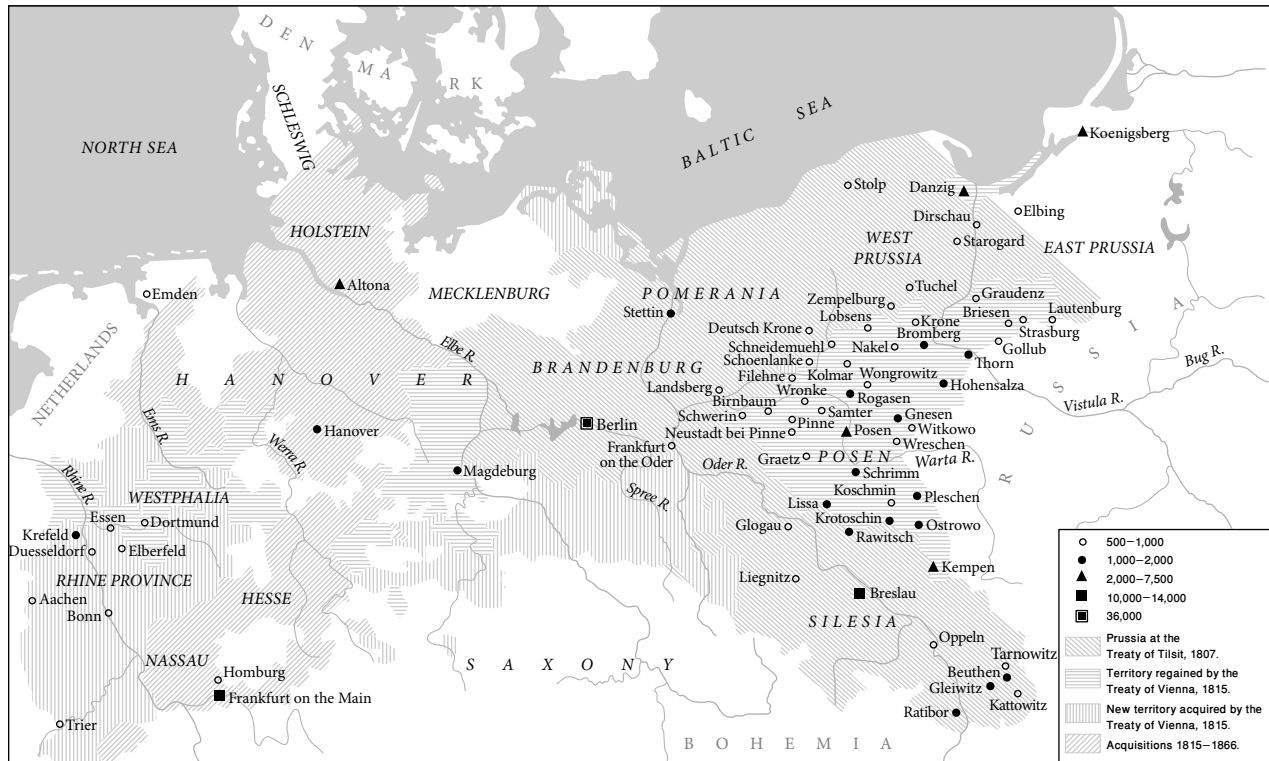 DENMARK
SCHLESWIG
NORTH SEA
BALTIC SEA
Koenigsberg
Stolp
Danzig
Elbing
Dirschau
HOLSTEIN
WEST
PRUSSIA
Starogard
EAST PRUSSIA
Altona
Emden
MECKLENBURG
POMERANIA
Tuchel
Zempelburg
Graudenz
Lautenburg
Briesen
Lobsens
Stettin
Krone
Strasburg
Deutsch Krone
Bromberg
Schneidemuehl
Nakel
Gollub
NETHERLANDS
Elbe R.
Schoenlanke
Thorn
RUSSIA
Bug R.
BRANDENBURG
Filehne
Kolmar
Wongrowitz
HANOVER
Landsberg
Wronke
Hohensalza
Birnbaum
Rogasen
Vistula R.
Schwerin
Samter
Gnesen
Ems R.
Hanover
Berlin
Pinne
Witkowo
Neustadt bei Pinne
Posen
Wreschen
Werra R.
Frankfurt
on the Oder
Graetz
POSEN
Warta R.
Rhine R.
Magdeburg
Oder R.
Schrimm
WESTPHALIA
Spree R.
Koschmin
Pleschen
Essen
Dortmund
Lissa
Krotoschin
Glogau
Ostrowo
Krefeld
Rawitsch
Duesseldorf
Elberfeld
Kempen
RHINE PROVINCE
Liegnitz
Aachen
HESSE
Breslau
Bonn
SILESIA
Oppeln
NASSAU
SAXONY
Tarnowitz
Homburg
Beuthen
Frankfurt on the Main
Gleiwitz
Kattowitz
Trier
Ratibor
BOHEMIA
500–1,000
1,000–2,000
2,000–7,500
10,000–14,000
36,000
Prussia at the
Treaty of Tilsit, 1807.
Territory regained by the
Treaty of Vienna, 1815.
New territory acquired by the
Treaty of Vienna, 1815.
Acquisitions 1815–1866.